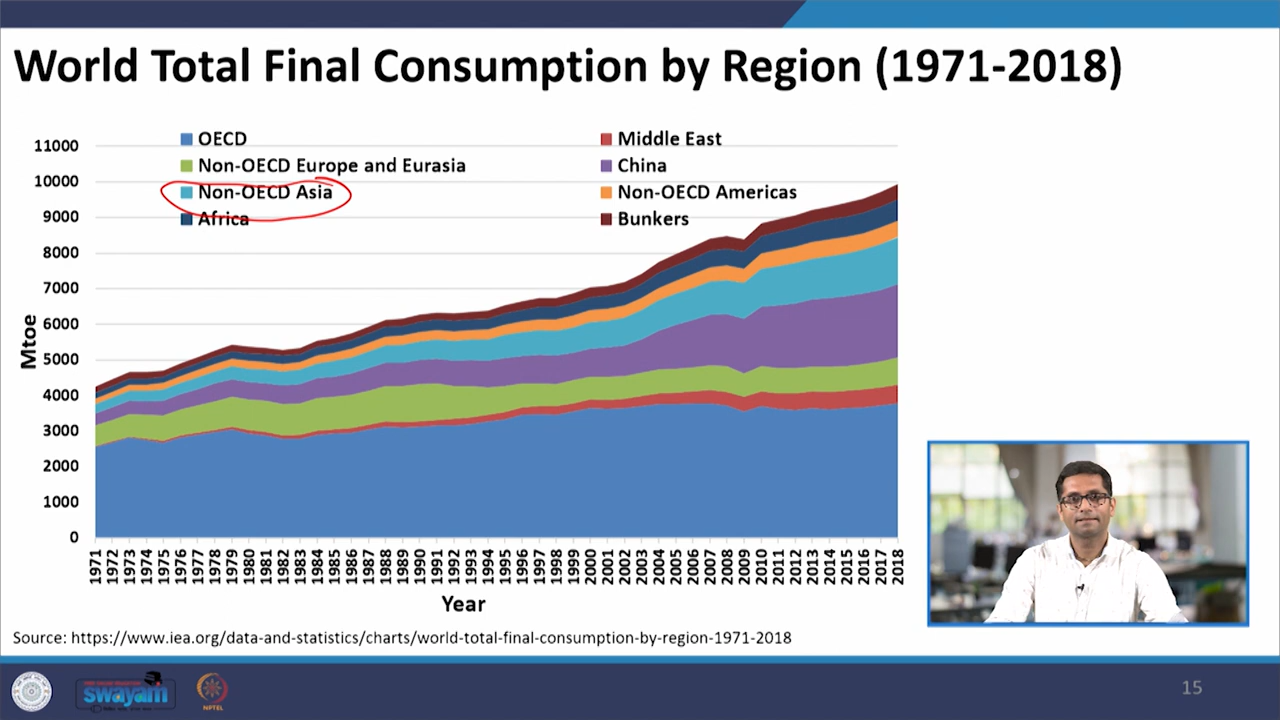 World Total Final Consumption by Region (1971-2018)
OECD
Middle East
Non-OECD Europe and Eurasia
China
Non-OECD Asia
Non-OECD Americas
Africa
Bunkers
11000
10000
9000
8000
7000
6000
5000
4000
3000
2000
1000
0
Mtoe
1971 1972 1973 1974 1975 1976 1977 1978 1979 1980 1981 1982 1983 1984 1985 1986 1987 1988 1989 1990 1991 1992 1993 1994 1995 1996 1997 1998 1999 2000 2001 2002 2003 2004 2005 2006 2007 2008 2009 2010 2011 2012 2013 2014 2015 2016 2017 2018
Year
Source: https://www.iea.org/data-and-statistics/charts/world-total-final-consumption-by-region-1971-2018
swayam
NPTEL
15